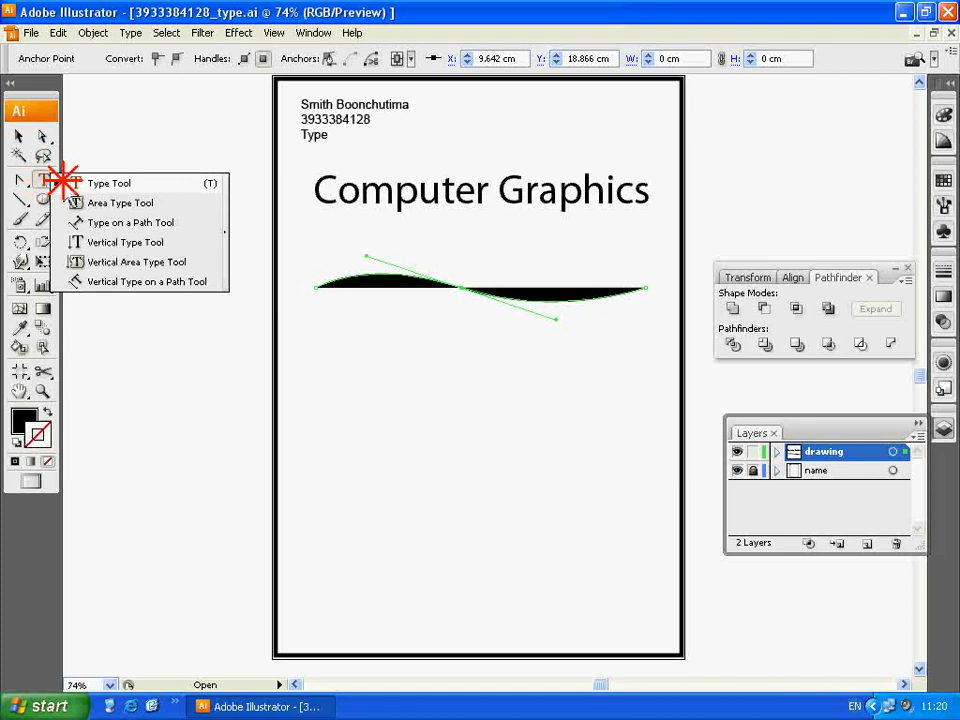 Adobe Illustrator - [3933384128_type.ai @ 74% (RGB/Preview) ]
File Edit Object Type Select Filter Effect View Window Help
Anchor Point Convert: Handles: Anchors: X: 9.642 cm Y: 18.866 cm W: 0 cm H: 0 cm
Ai
Smith Boonchutima
3933384128
Type
Computer Graphics
T Type Tool (T)
Area Type Tool
Type on a Path Tool
Vertical Type Tool
Vertical Area Type Tool
Vertical Type on a Path Tool
Transform Align Pathfinder
Shape Modes:
Expand
Pathfinders:
Layers
drawing
name
2 Layers
74% Open
start Adobe Illustrator - [3... EN 11:20